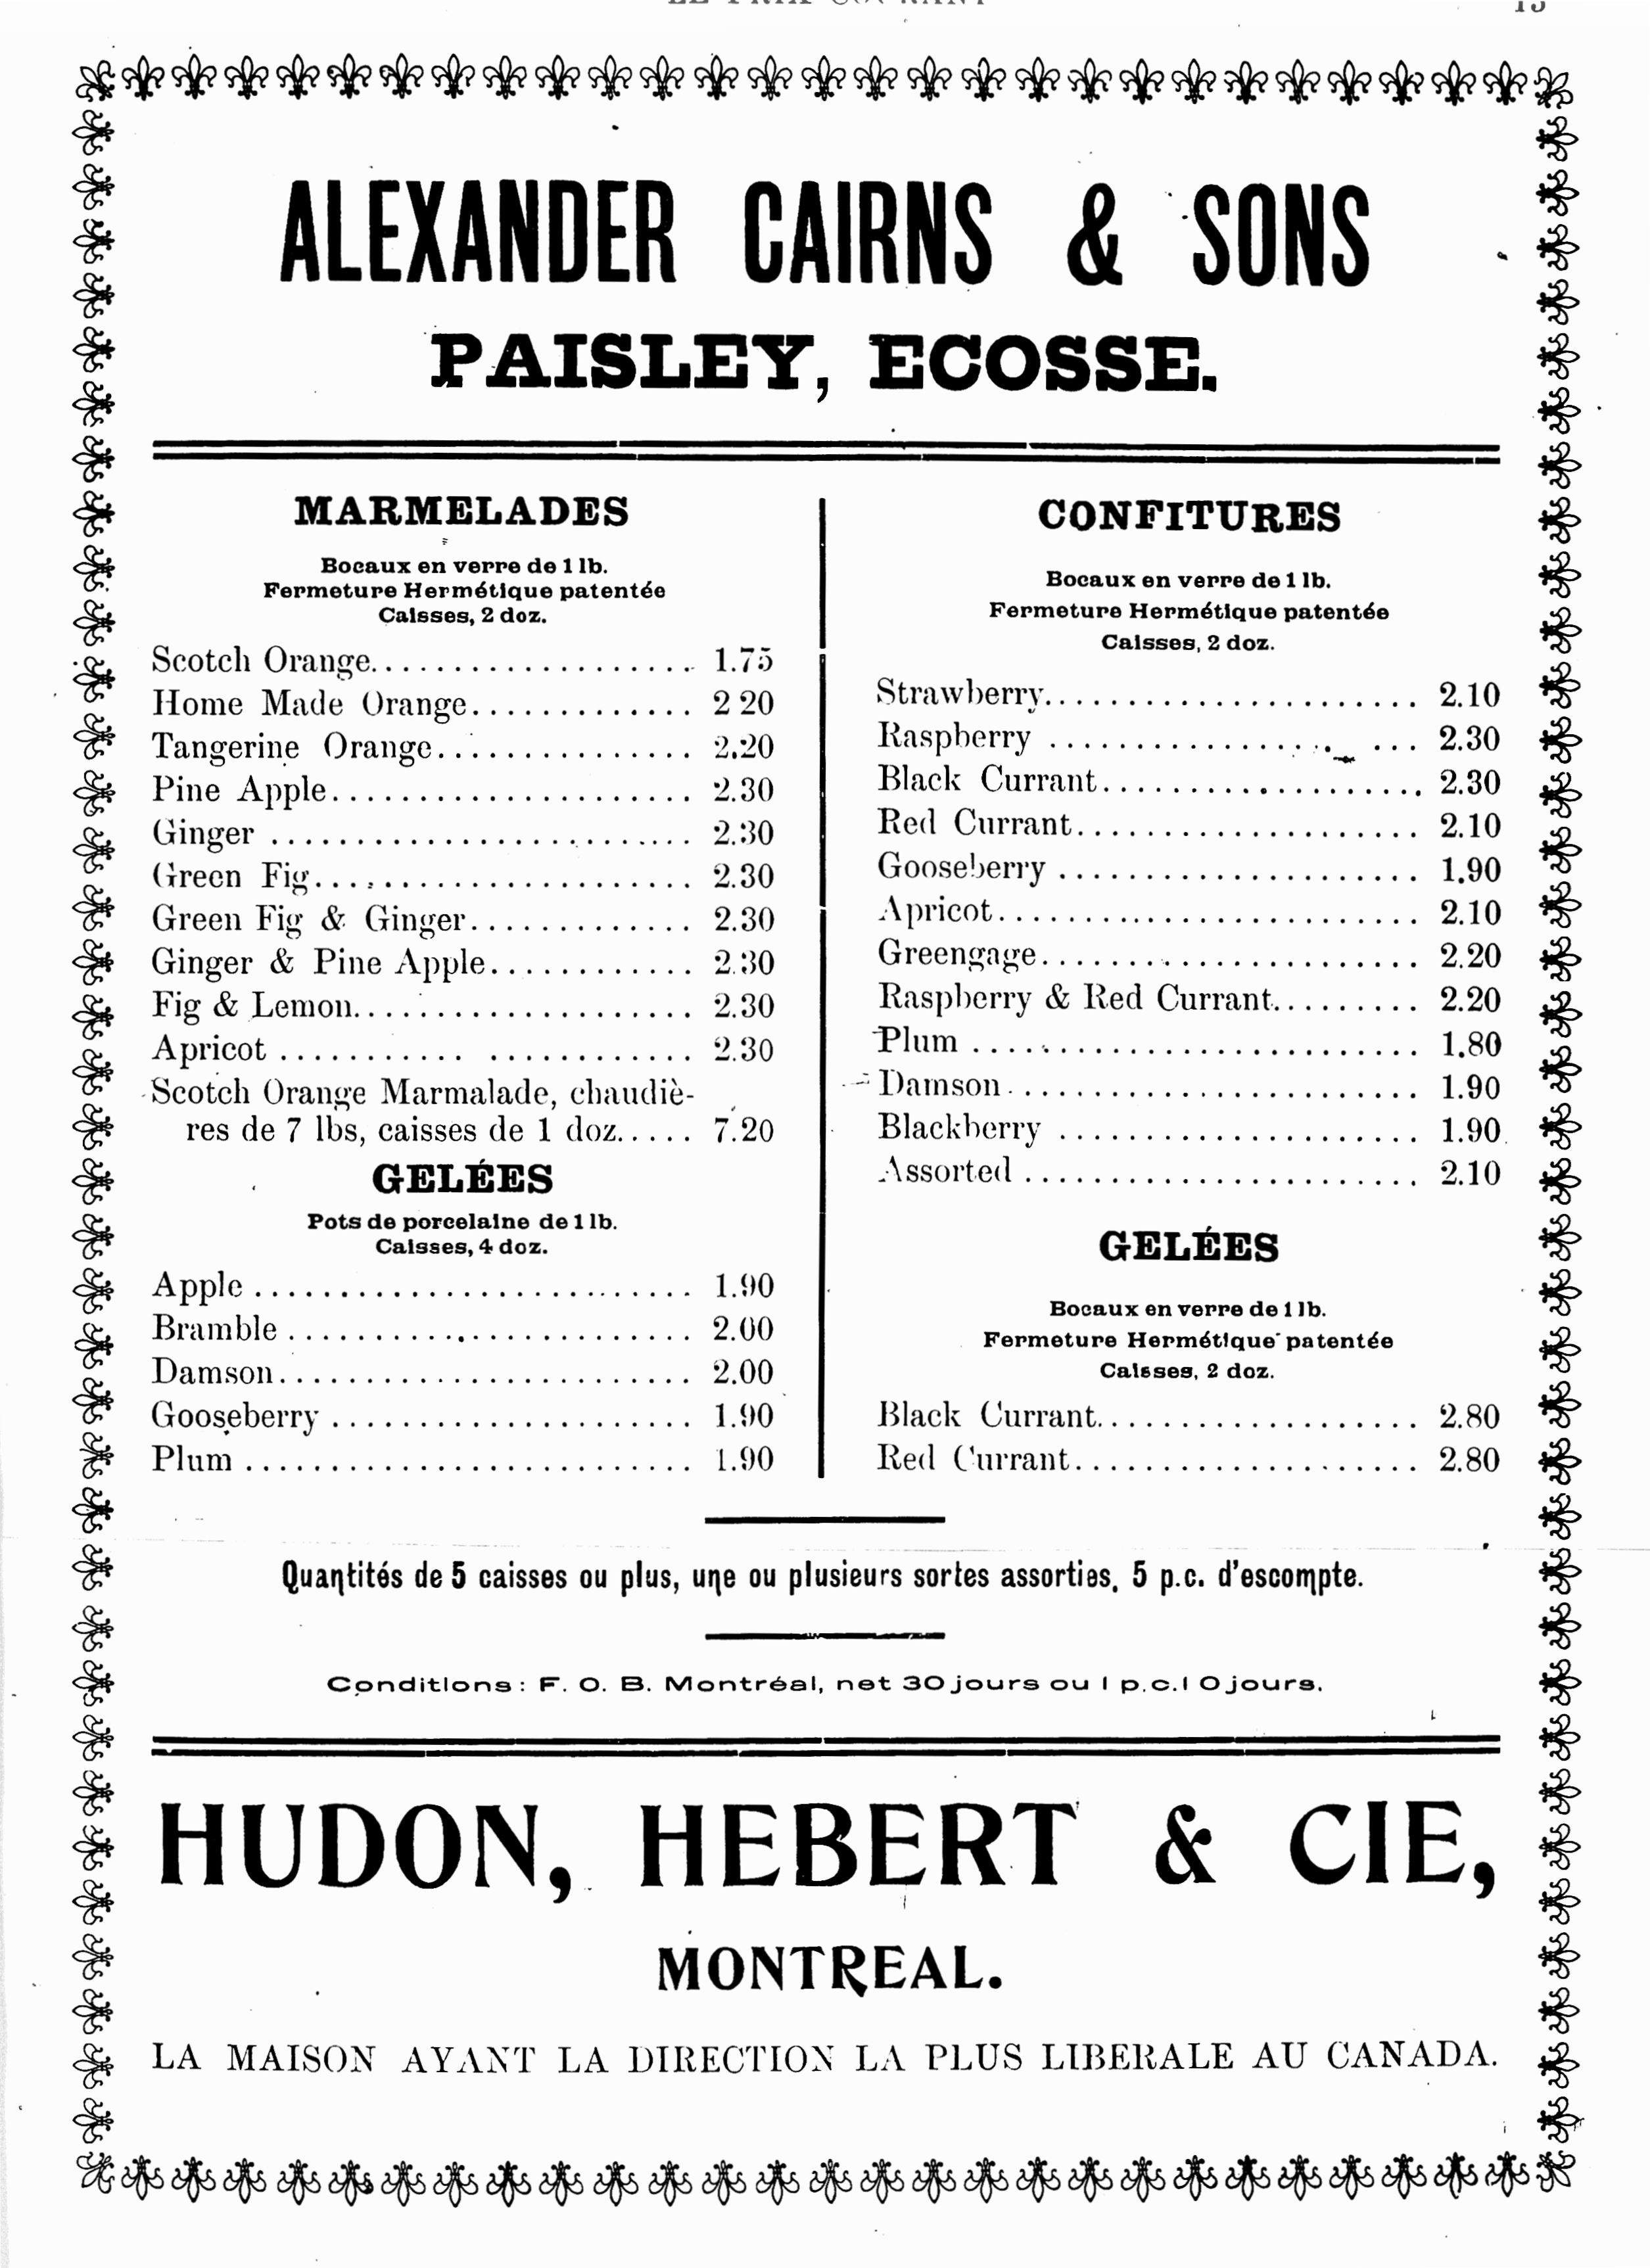 LE PRIX COURANT
ALEXANDER CAIRNS & SONS
PAISLEY, ECOSSE.
MARMELADES
Bocaux en verre de 1 lb.
Fermeture Hermétique patentée
Caisses, 2 doz.
Scotch Orange................... 1.75
Home Made Orange............. 2 20
Tangerine Orange............... 2.20
Pine Apple..................... 2.30
Ginger ......................... 2.30
Green Fig...................... 2.30
Green Fig & Ginger............. 2.30
Ginger & Pine Apple............ 2.30
Fig & Lemon.................... 2.30
Apricot ........... ............ 2.30
Scotch Orange Marmalade, chaudiè-
res de 7 lbs, caisses de 1 doz..... 7.20
GELÉES
Pots de porcelaine de 1 lb.
Caisses, 4 doz.
Apple .......................... 1.90
Bramble ........................ 2.00
Damson........................ 2.00
Gooseberry ..................... 1.90
Plum .......................... 1.90
CONFITURES
Bocaux en verre de 1 lb.
Fermeture Hermétique patentée
Caisses, 2 doz.
Strawberry...................... 2.10
Raspberry ................. ... 2.30
Black Currant................... 2.30
Red Currant.................... 2.10
Gooseberry ..................... 1.90
Apricot......................... 2.10
Greengage...................... 2.20
Raspberry & Red Currant......... 2.20
Plum .......................... 1.80
Damson........................ 1.90
Blackberry ..................... 1.90
Assorted ....................... 2.10
GELÉES
Bocaux en verre de 1 lb.
Fermeture Hermétique patentée
Caisses, 2 doz.
Black Currant................... 2.80
Red Currant.................... 2.80
Quantités de 5 caisses ou plus, une ou plusieurs sortes assorties, 5 p.c. d'escompte.
Conditions: F. O. B. Montréal, net 30 jours ou 1 p.c. 10 jours.
HUDON, HEBERT & CIE,
MONTREAL.
LA MAISON AYANT LA DIRECTION LA PLUS LIBERALE AU CANADA.